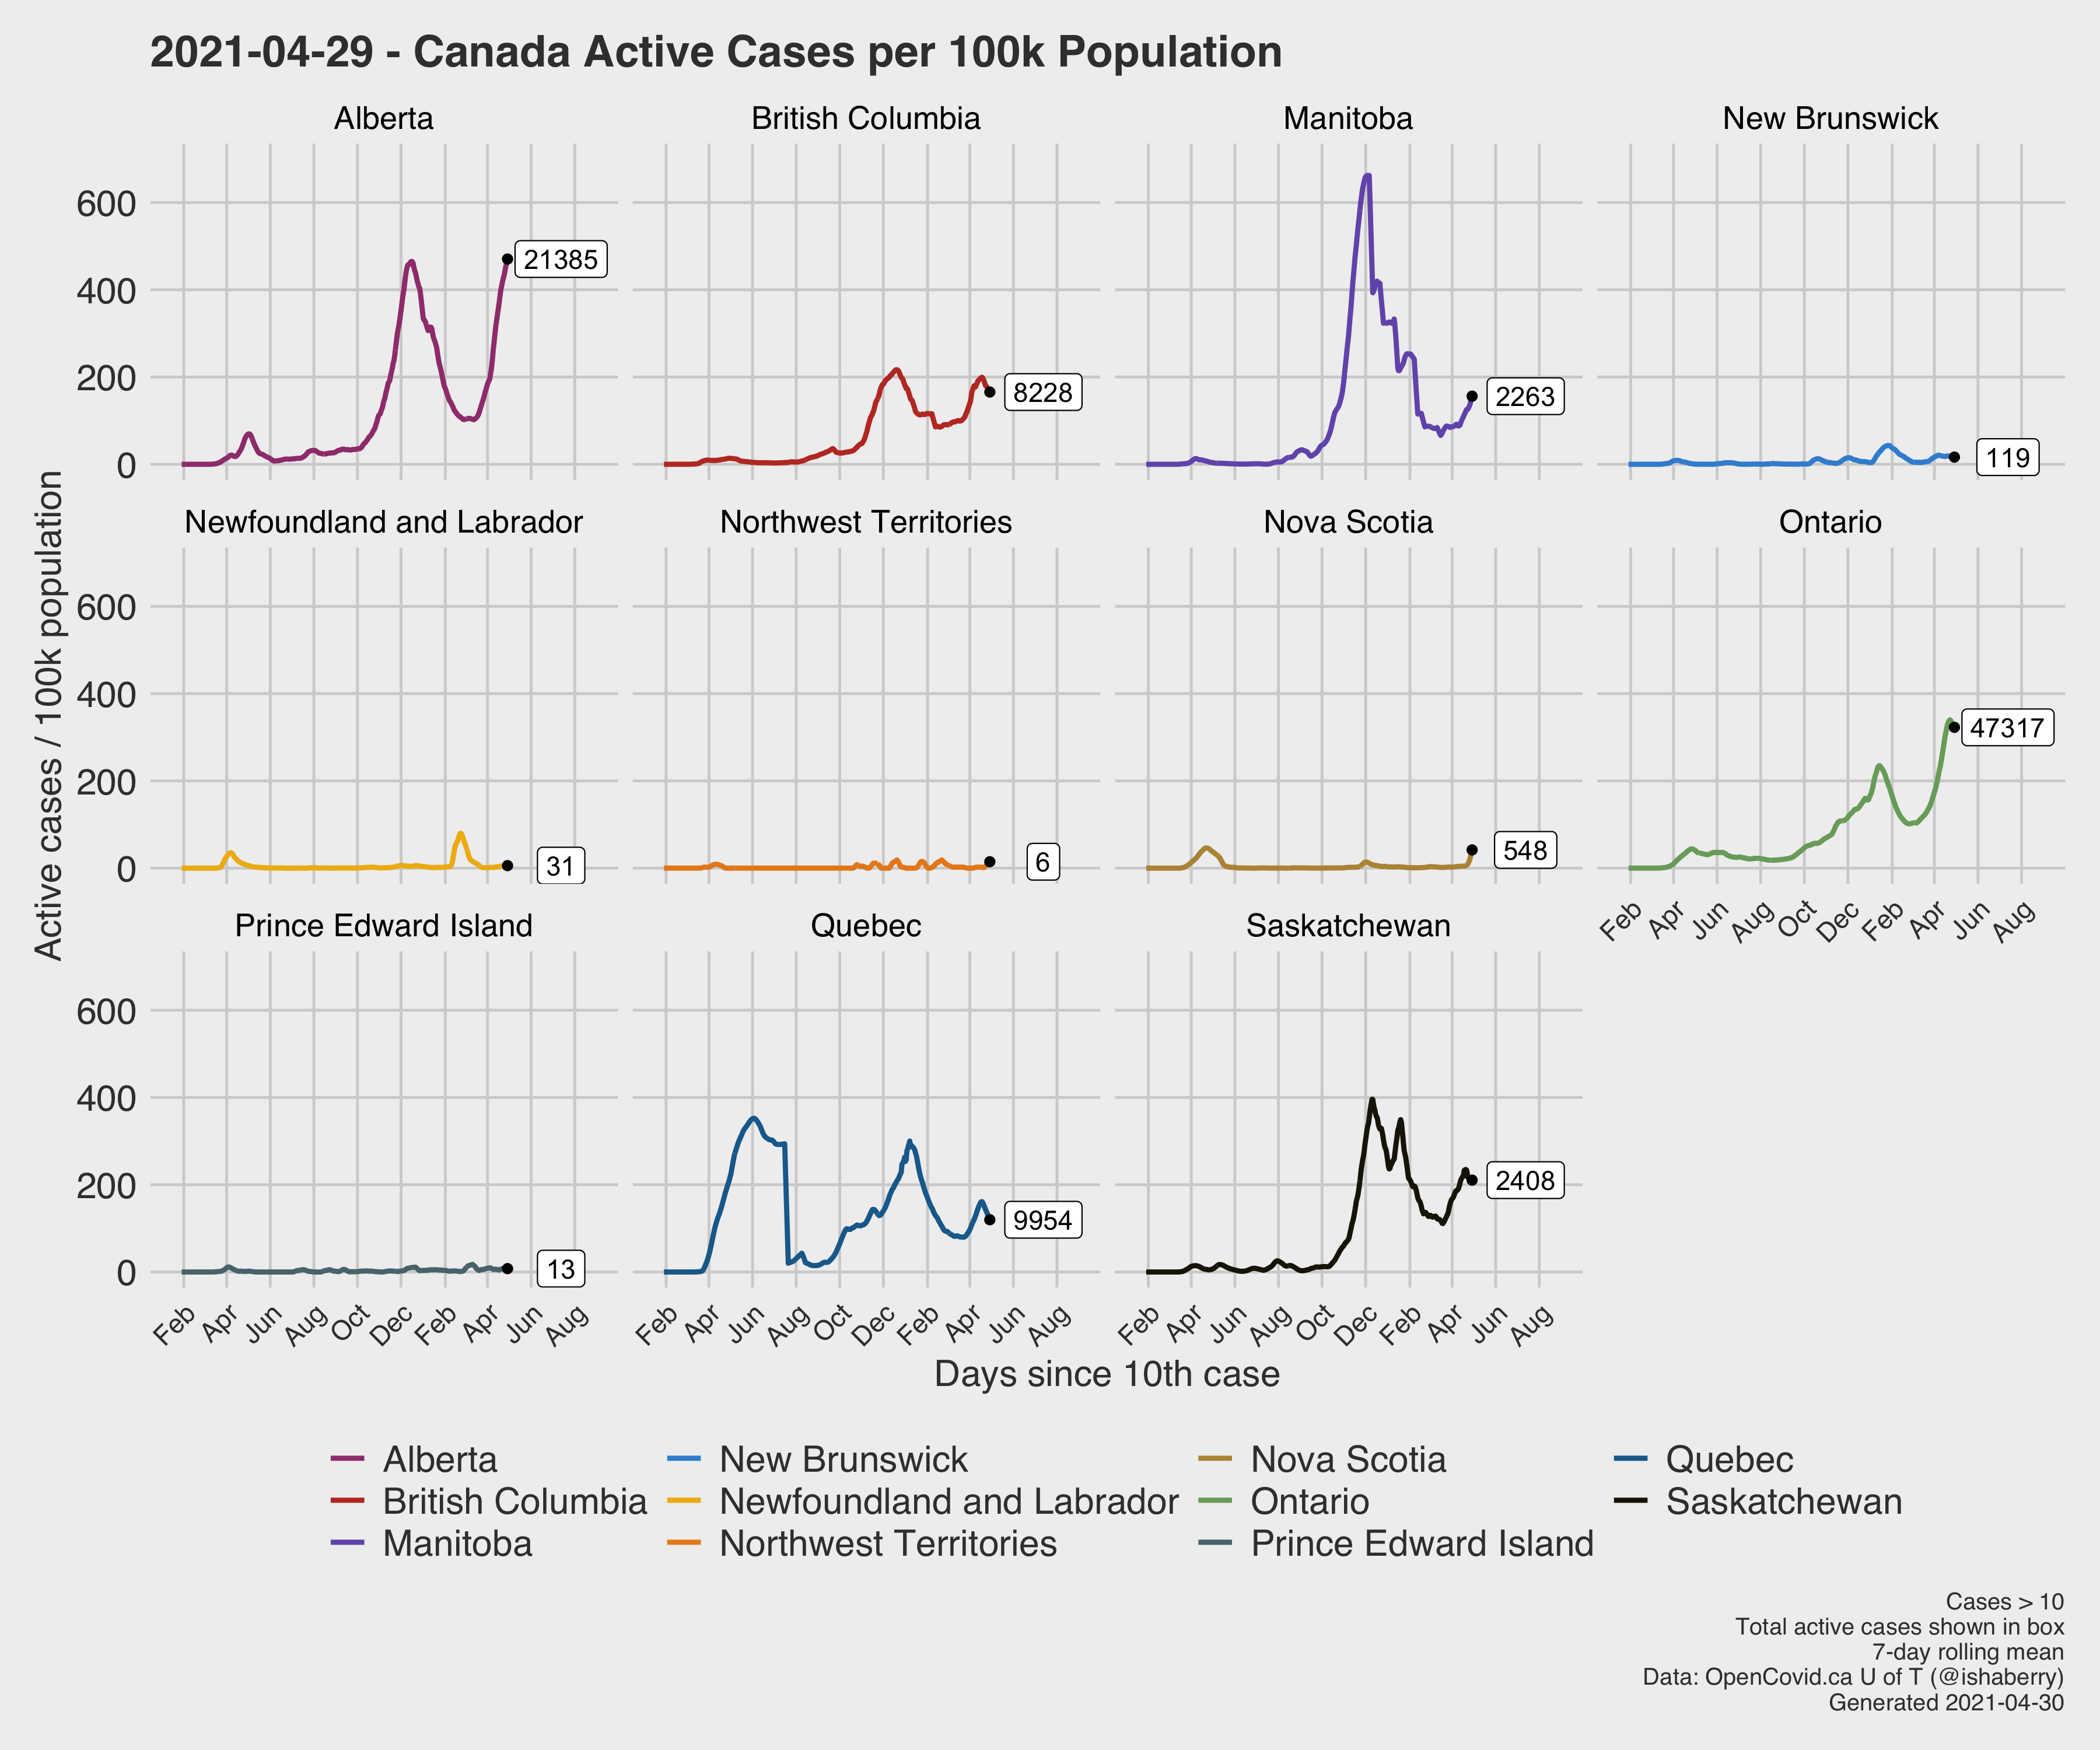 2021-04-29 - Canada Active Cases per 100k Population
Alberta
British Columbia
Manitoba
New Brunswick
600
400
200
0
21385
8228
2263
119
Active cases / 100k population
Newfoundland and Labrador
Northwest Territories
Nova Scotia
Ontario
600
400
200
0
31
6
548
47317
Feb Apr Jun Aug Oct Dec Feb Apr Jun Aug
Prince Edward Island
Quebec
Saskatchewan
600
400
200
0
13
9954
2408
Feb Apr Jun Aug Oct Dec Feb Apr Jun Aug
Feb Apr Jun Aug Oct Dec Feb Apr Jun Aug
Feb Apr Jun Aug Oct Dec Feb Apr Jun Aug
Days since 10th case
Alberta
British Columbia
Manitoba
New Brunswick
Newfoundland and Labrador
Northwest Territories
Nova Scotia
Ontario
Prince Edward Island
Quebec
Saskatchewan
Cases > 10
Total active cases shown in box
7-day rolling mean
Data: OpenCovid.ca U of T (@ishaberry)
Generated 2021-04-30